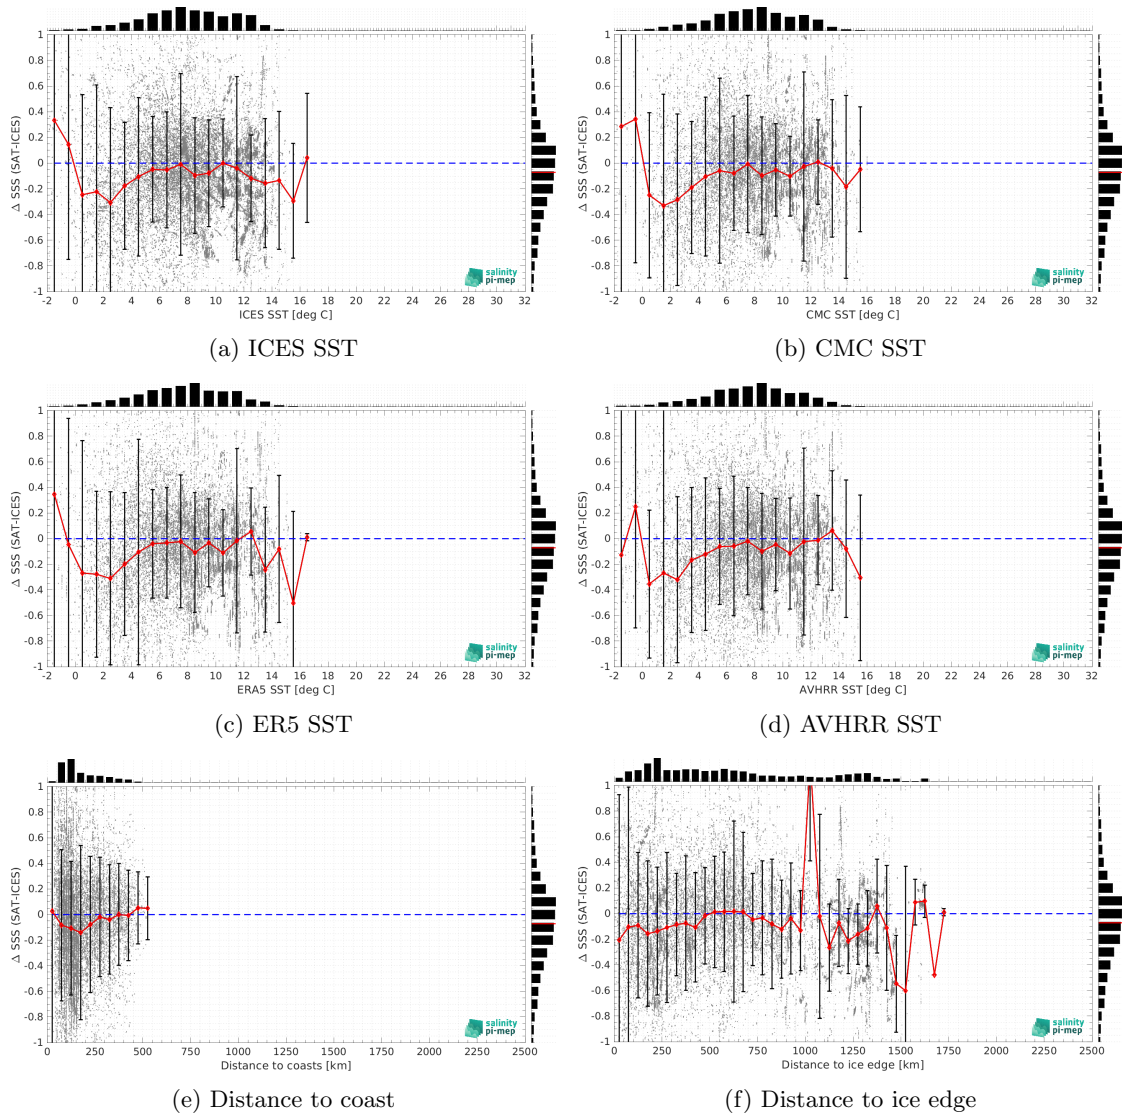 1
0.8
0.6
0.4
0.2
0
-0.2
-0.4
-0.6
-0.8
-1
Δ SSS (SAT-ICES)
salinity
pi-mep
-2 0 2 4 6 8 10 12 14 16 18 20 22 24 26 28 30 32
ICES SST [deg C]
(a) ICES SST
1
0.8
0.6
0.4
0.2
0
-0.2
-0.4
-0.6
-0.8
-1
Δ SSS (SAT-ICES)
salinity
pi-mep
-2 0 2 4 6 8 10 12 14 16 18 20 22 24 26 28 30 32
CMC SST [deg C]
(b) CMC SST
1
0.8
0.6
0.4
0.2
0
-0.2
-0.4
-0.6
-0.8
-1
Δ SSS (SAT-ICES)
salinity
pi-mep
-2 0 2 4 6 8 10 12 14 16 18 20 22 24 26 28 30 32
ERA5 SST [deg C]
(c) ER5 SST
1
0.8
0.6
0.4
0.2
0
-0.2
-0.4
-0.6
-0.8
-1
Δ SSS (SAT-ICES)
salinity
pi-mep
-2 0 2 4 6 8 10 12 14 16 18 20 22 24 26 28 30 32
AVHRR SST [deg C]
(d) AVHRR SST
1
0.8
0.6
0.4
0.2
0
-0.2
-0.4
-0.6
-0.8
-1
Δ SSS (SAT-ICES)
salinity
pi-mep
0 250 500 750 1000 1250 1500 1750 2000 2250 2500
Distance to coasts [km]
(e) Distance to coast
1
0.8
0.6
0.4
0.2
0
-0.2
-0.4
-0.6
-0.8
-1
Δ SSS (SAT-ICES)
salinity
pi-mep
0 250 500 750 1000 1250 1500 1750 2000 2250 2500
Distance to ice edge [km]
(f) Distance to ice edge